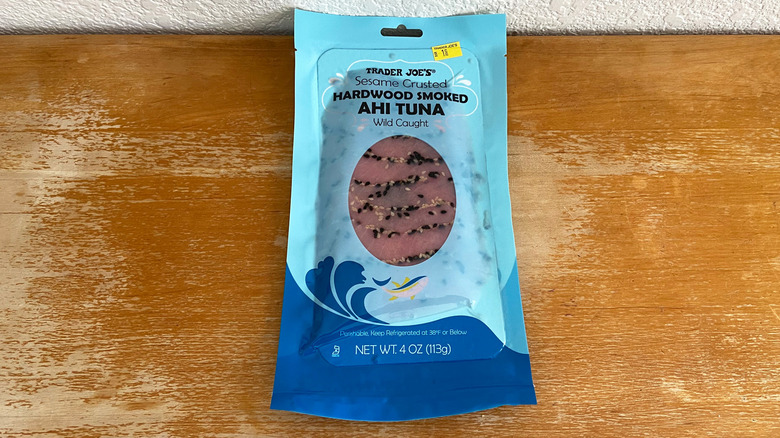 TRADER JOE'S®
Sesame Crusted
HARDWOOD SMOKED
AHI TUNA
Wild Caught
Perishable, Keep Refrigerated at 38°F or Below
NET WT. 4 OZ (113g)